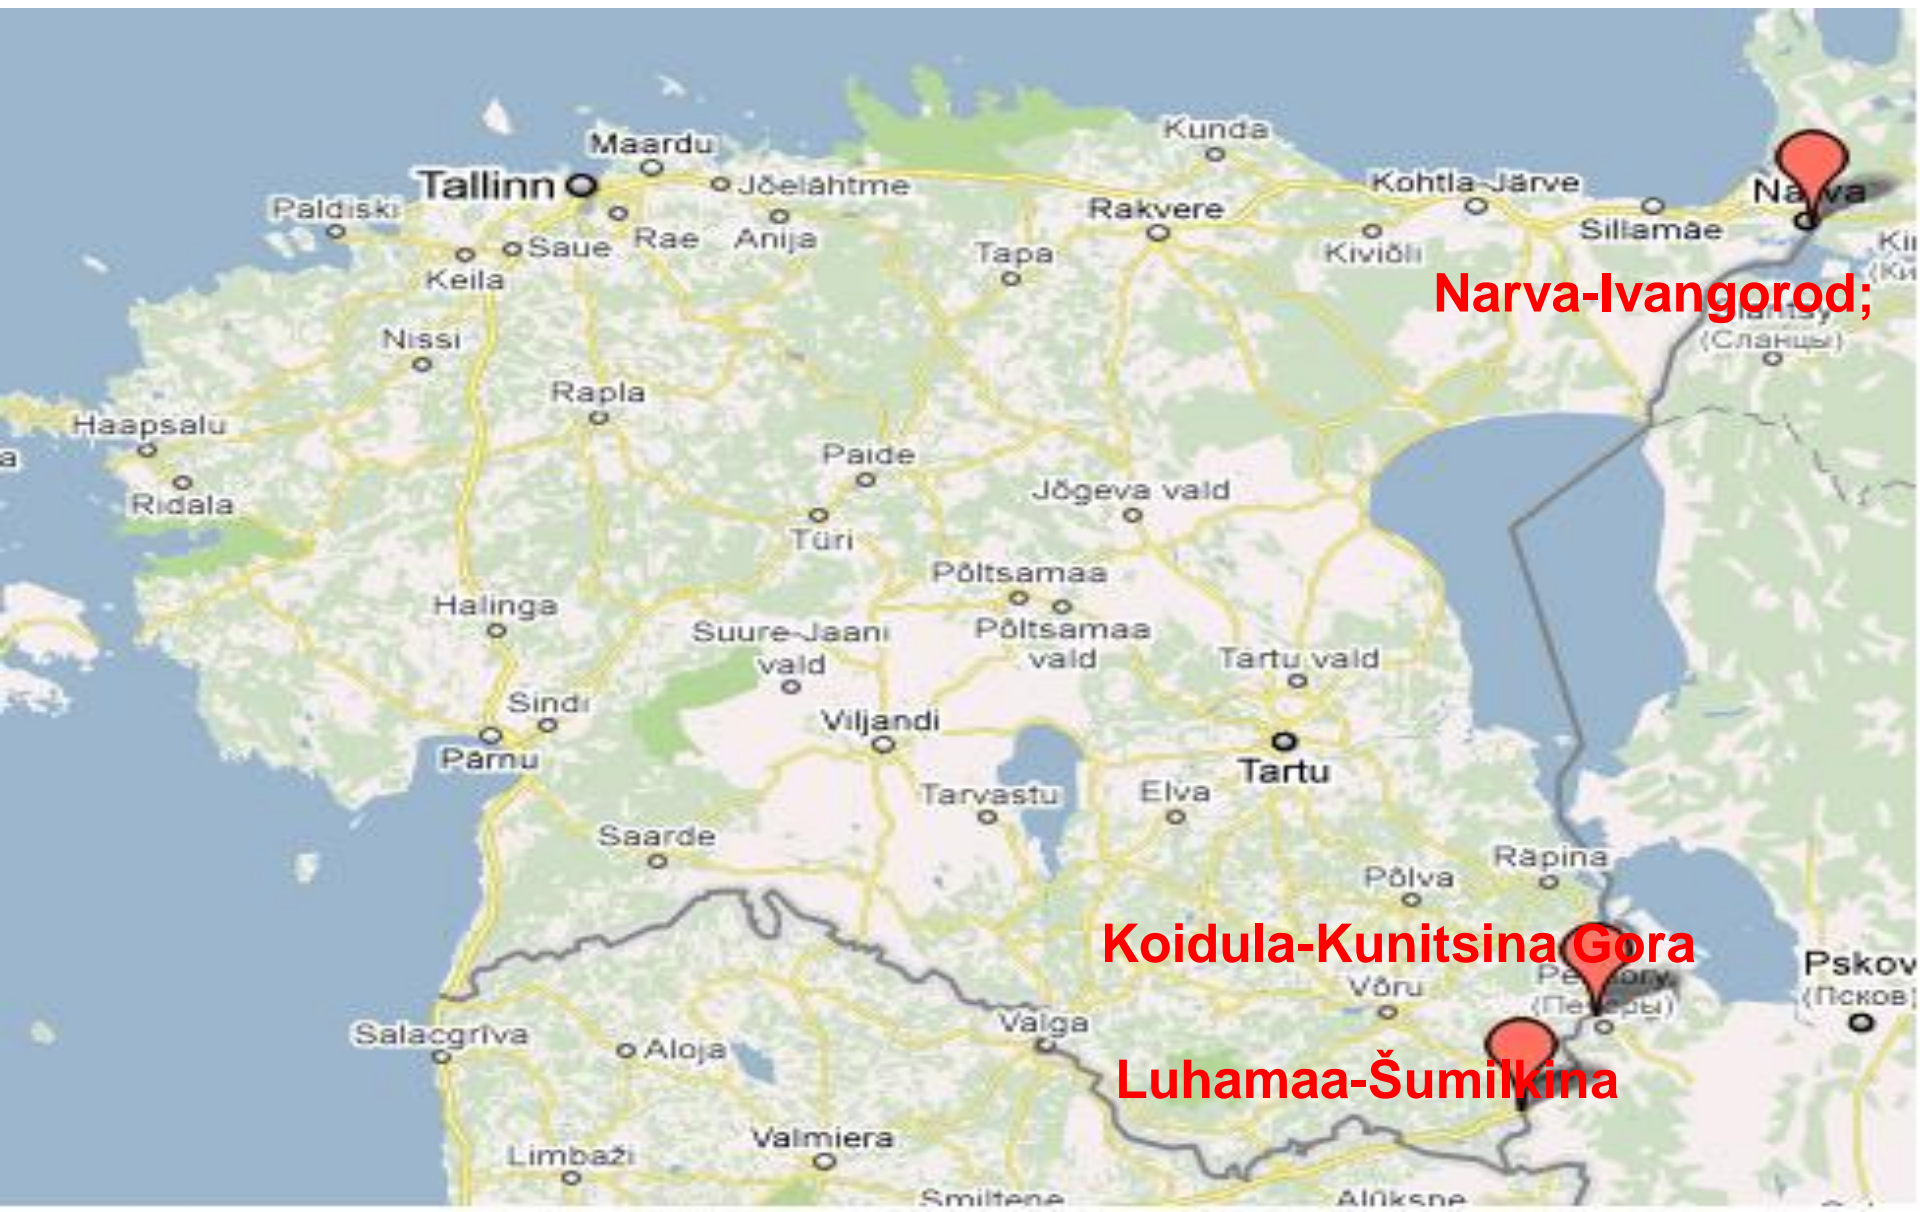 Kunda
Maardu
Tallinn
Jõelähtme
Kohtla-Järve
Narva
Paldiski
Rakvere
Rae
Anija
Saue
Sillamäe
Tapa
Kiviõli
Keila
Narva-Ivangorod;
Nissi
(Сланцы)
Rapla
Haapsalu
Paide
Jõgeva vald
Ridala
Türi
Põltsamaa
Halinga
Suure-Jaani
vald
Põltsamaa
vald
Tartu vald
Sindi
Viljandi
Pärnu
Tartu
Tarvastu
Elva
Saarde
Räpina
Põlva
Koidula-Kunitsina Gora
Pskov
(Псков)
Võru
Valga
Salacgrīva
Aloja
Luhamaa-Šumilkina
Valmiera
Limbaži
Smiltene
Alūksne